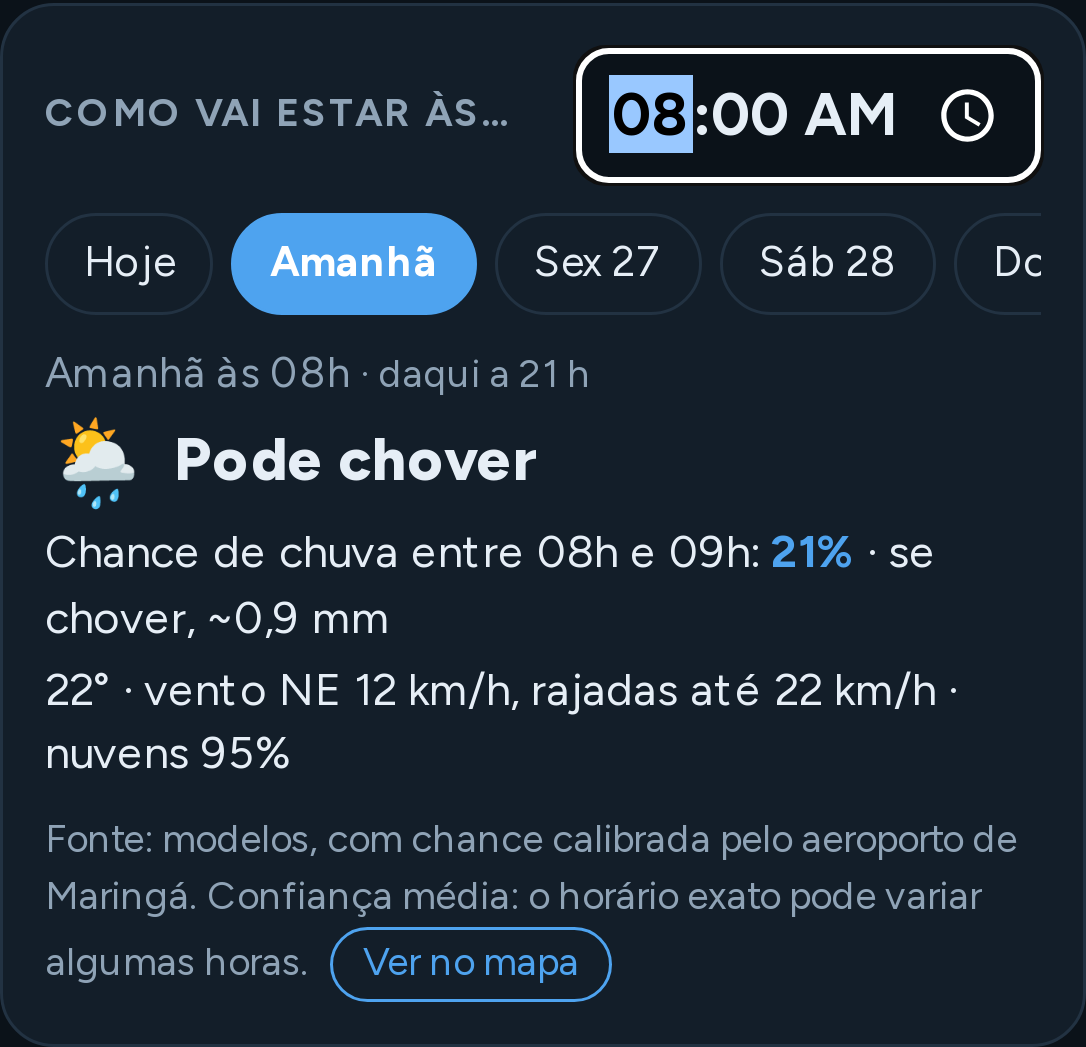 COMO VAI ESTAR ÀS…
08:00 AM
Hoje
Amanhã
Sex 27
Sáb 28
Do
Amanhã às 08h · daqui a 21 h
Pode chover
Chance de chuva entre 08h e 09h: 21% · se
chover, ~0,9 mm
22° · vento NE 12 km/h, rajadas até 22 km/h ·
nuvens 95%
Fonte: modelos, com chance calibrada pelo aeroporto de
Maringá. Confiança média: o horário exato pode variar
algumas horas. Ver no mapa